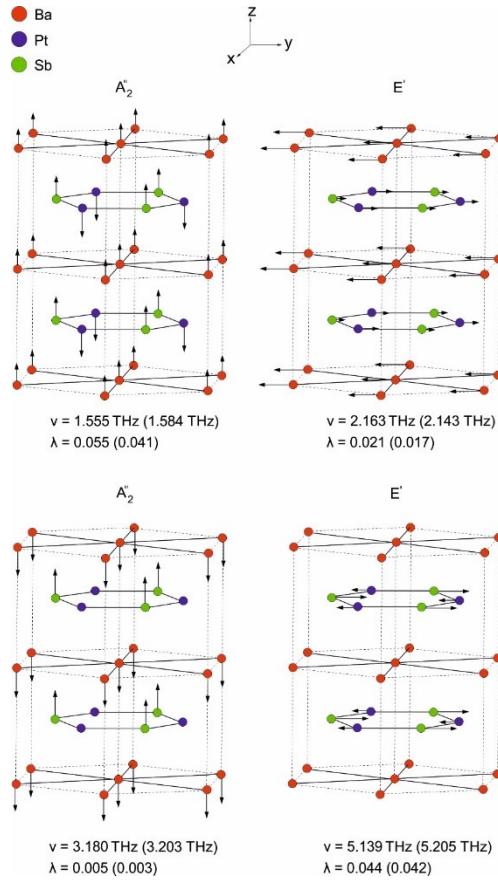 Ba
Pt
Sb
z
y
x
A₂"
E'
ν = 1.555 THz (1.584 THz)
λ = 0.055 (0.041)
ν = 2.163 THz (2.143 THz)
λ = 0.021 (0.017)
A₂"
E'
ν = 3.180 THz (3.203 THz)
λ = 0.005 (0.003)
ν = 5.139 THz (5.205 THz)
λ = 0.044 (0.042)